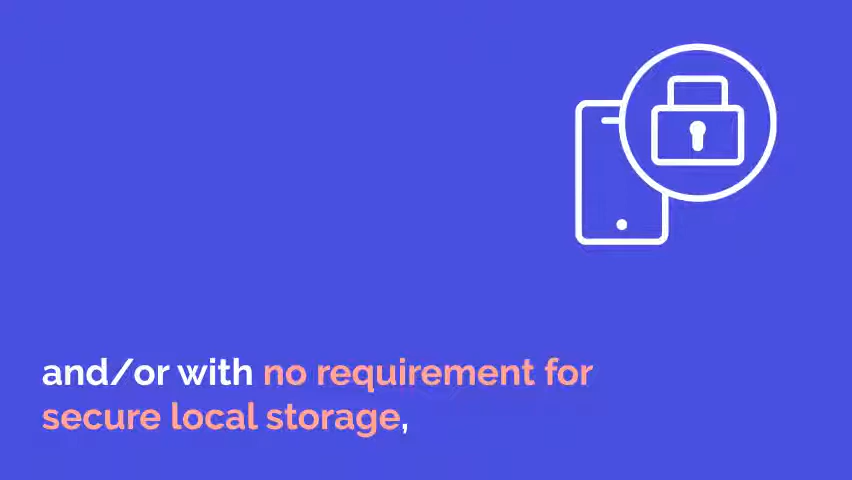 and/or with no requirement for
secure local storage,